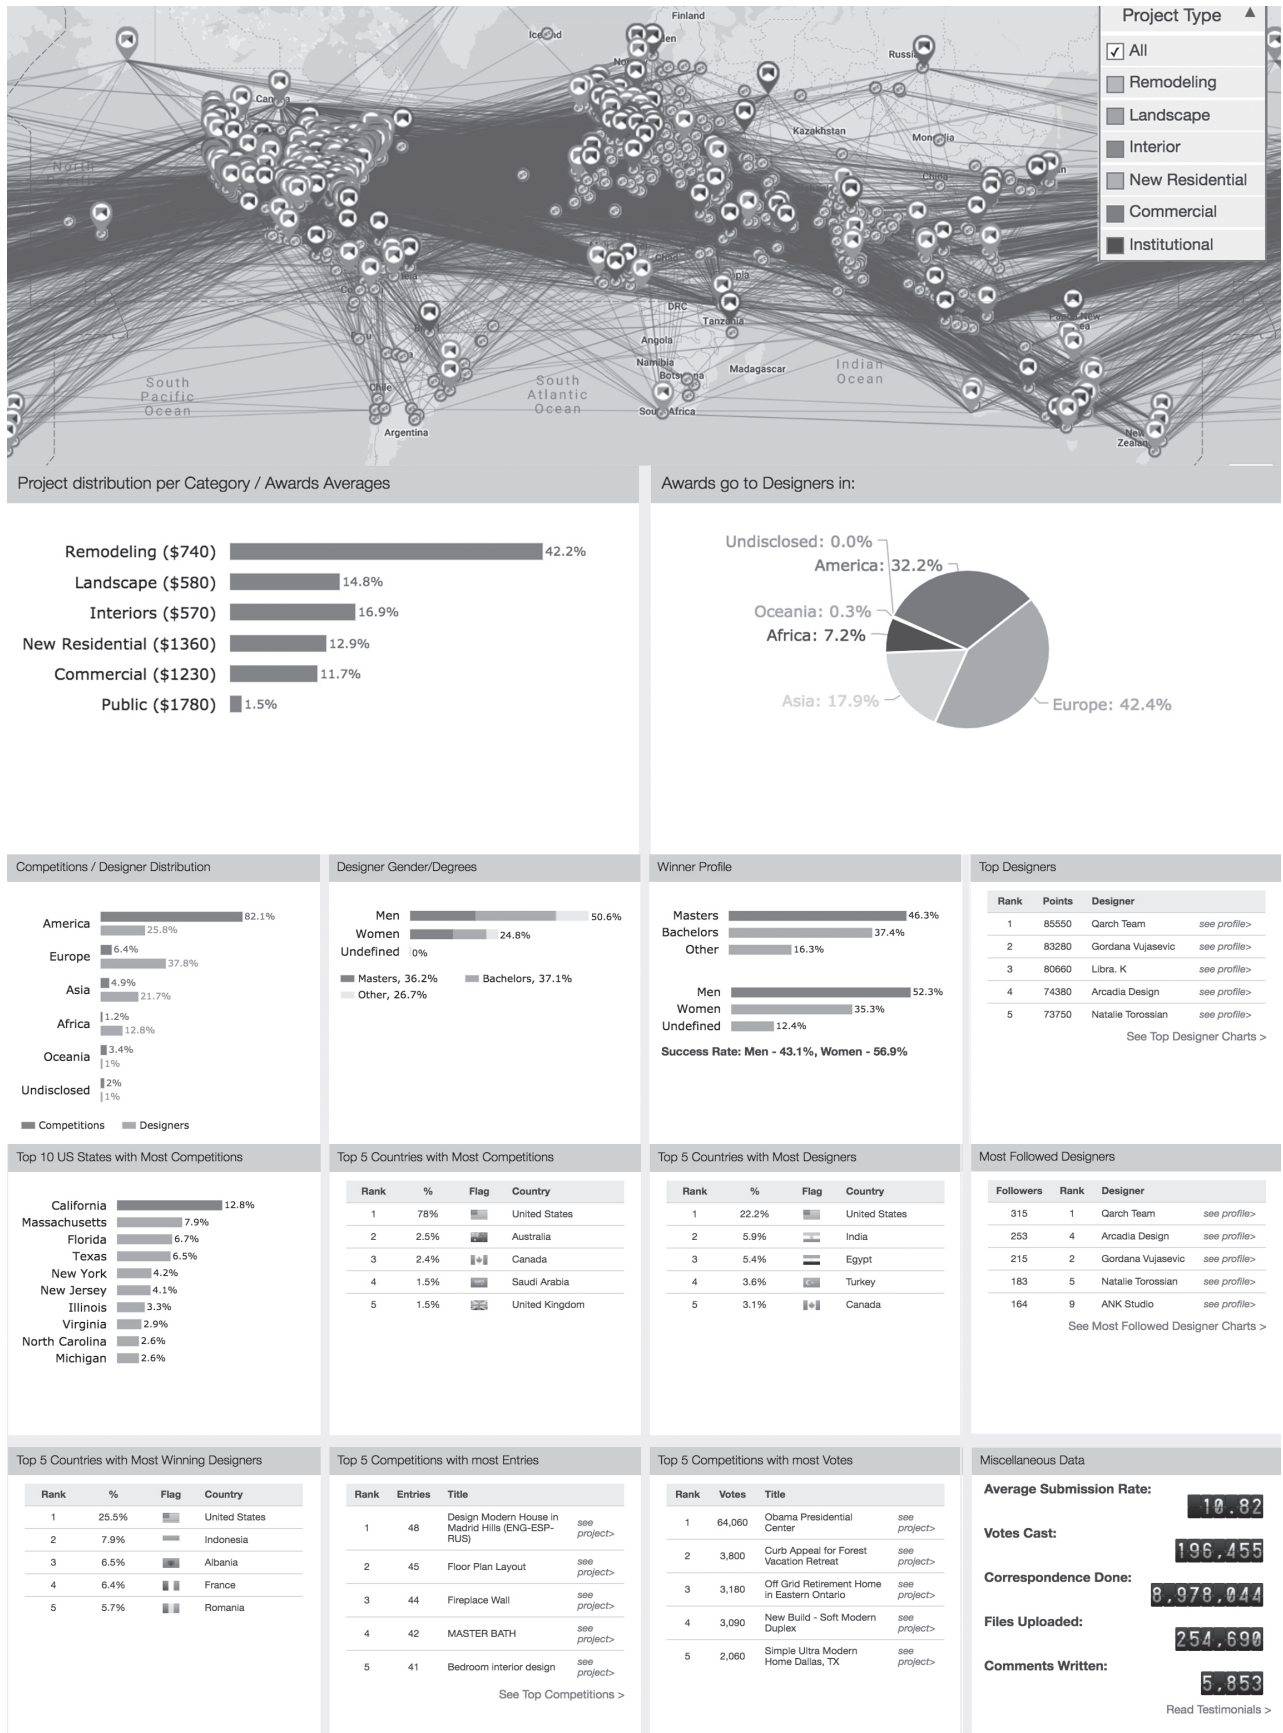 Finland
Project Type
All
Remodeling
Landscape
Interior
New Residential
Commercial
Institutional
Kazakhstan
DRC
Tanzania
Angola
Namibia
Madagascar
Indian
Ocean
South
Pacific
Ocean
South
Atlantic
Ocean
Chile
Argentina
New
Project distribution per Category / Awards Averages
Remodeling ($740) 42.2%
Landscape ($580) 14.8%
Interiors ($570) 16.9%
New Residential ($1360) 12.9%
Commercial ($1230) 11.7%
Public ($1780) 1.5%
Awards go to Designers in:
Undisclosed: 0.0%
America: 32.2%
Oceania: 0.3%
Africa: 7.2%
Asia: 17.9%
Europe: 42.4%
Competitions / Designer Distribution
America 82.1%
25.8%
Europe 6.4%
37.8%
Asia 4.9%
21.7%
Africa 1.2%
12.8%
Oceania 3.4%
1%
Undisclosed 2%
1%
Competitions Designers
Designer Gender/Degrees
Men 50.6%
Women 24.8%
Undefined 0%
Masters, 36.2% Bachelors, 37.1%
Other, 26.7%
Winner Profile
Masters 46.3%
Bachelors 37.4%
Other 16.3%
Men 52.3%
Women 35.3%
Undefined 12.4%
Success Rate: Men - 43.1%, Women - 56.9%
Top Designers
Rank Points Designer
1 85550 Qarch Team see profile>
2 83280 Gordana Vujasevic see profile>
3 80660 Libra. K see profile>
4 74380 Arcadia Design see profile>
5 73750 Natalie Torossian see profile>
See Top Designer Charts >
Top 10 US States with Most Competitions
California 12.8%
Massachusetts 7.9%
Florida 6.7%
Texas 6.5%
New York 4.2%
New Jersey 4.1%
Illinois 3.3%
Virginia 2.9%
North Carolina 2.6%
Michigan 2.6%
Top 5 Countries with Most Competitions
Rank % Flag Country
1 78% United States
2 2.5% Australia
3 2.4% Canada
4 1.5% Saudi Arabia
5 1.5% United Kingdom
Top 5 Countries with Most Designers
Rank % Flag Country
1 22.2% United States
2 5.9% India
3 5.4% Egypt
4 3.6% Turkey
5 3.1% Canada
Most Followed Designers
Followers Rank Designer
315 1 Qarch Team see profile>
253 4 Arcadia Design see profile>
215 2 Gordana Vujasevic see profile>
183 5 Natalie Torossian see profile>
164 9 ANK Studio see profile>
See Most Followed Designer Charts >
Top 5 Countries with Most Winning Designers
Rank % Flag Country
1 25.5% United States
2 7.9% Indonesia
3 6.5% Albania
4 6.4% France
5 5.7% Romania
Top 5 Competitions with most Entries
Rank Entries Title
1 48 Design Modern House in
Madrid Hills (ENG-ESP-
RUS)
see
project>
2 45 Floor Plan Layout see
project>
3 44 Fireplace Wall see
project>
4 42 MASTER BATH see
project>
5 41 Bedroom interior design see
project>
See Top Competitions >
Top 5 Competitions with most Votes
Rank Votes Title
1 64,060 Obama Presidential see
Center project>
2 3,800 Curb Appeal for Forest see
Vacation Retreat project>
3 3,180 Off Grid Retirement Home see
in Eastern Ontario project>
4 3,090 New Build - Soft Modern see
Duplex project>
5 2,060 Simple Ultra Modern see
Home Dallas, TX project>
Miscellaneous Data
Average Submission Rate:
10.82
Votes Cast:
196,455
Correspondence Done:
8,978,044
Files Uploaded:
254,690
Comments Written:
5,853
Read Testimonials >